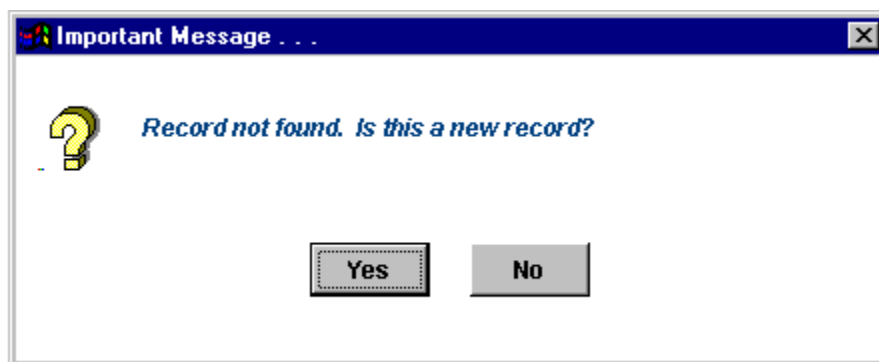 Important Message . . .
Record not found.  Is this a new record?
Yes No